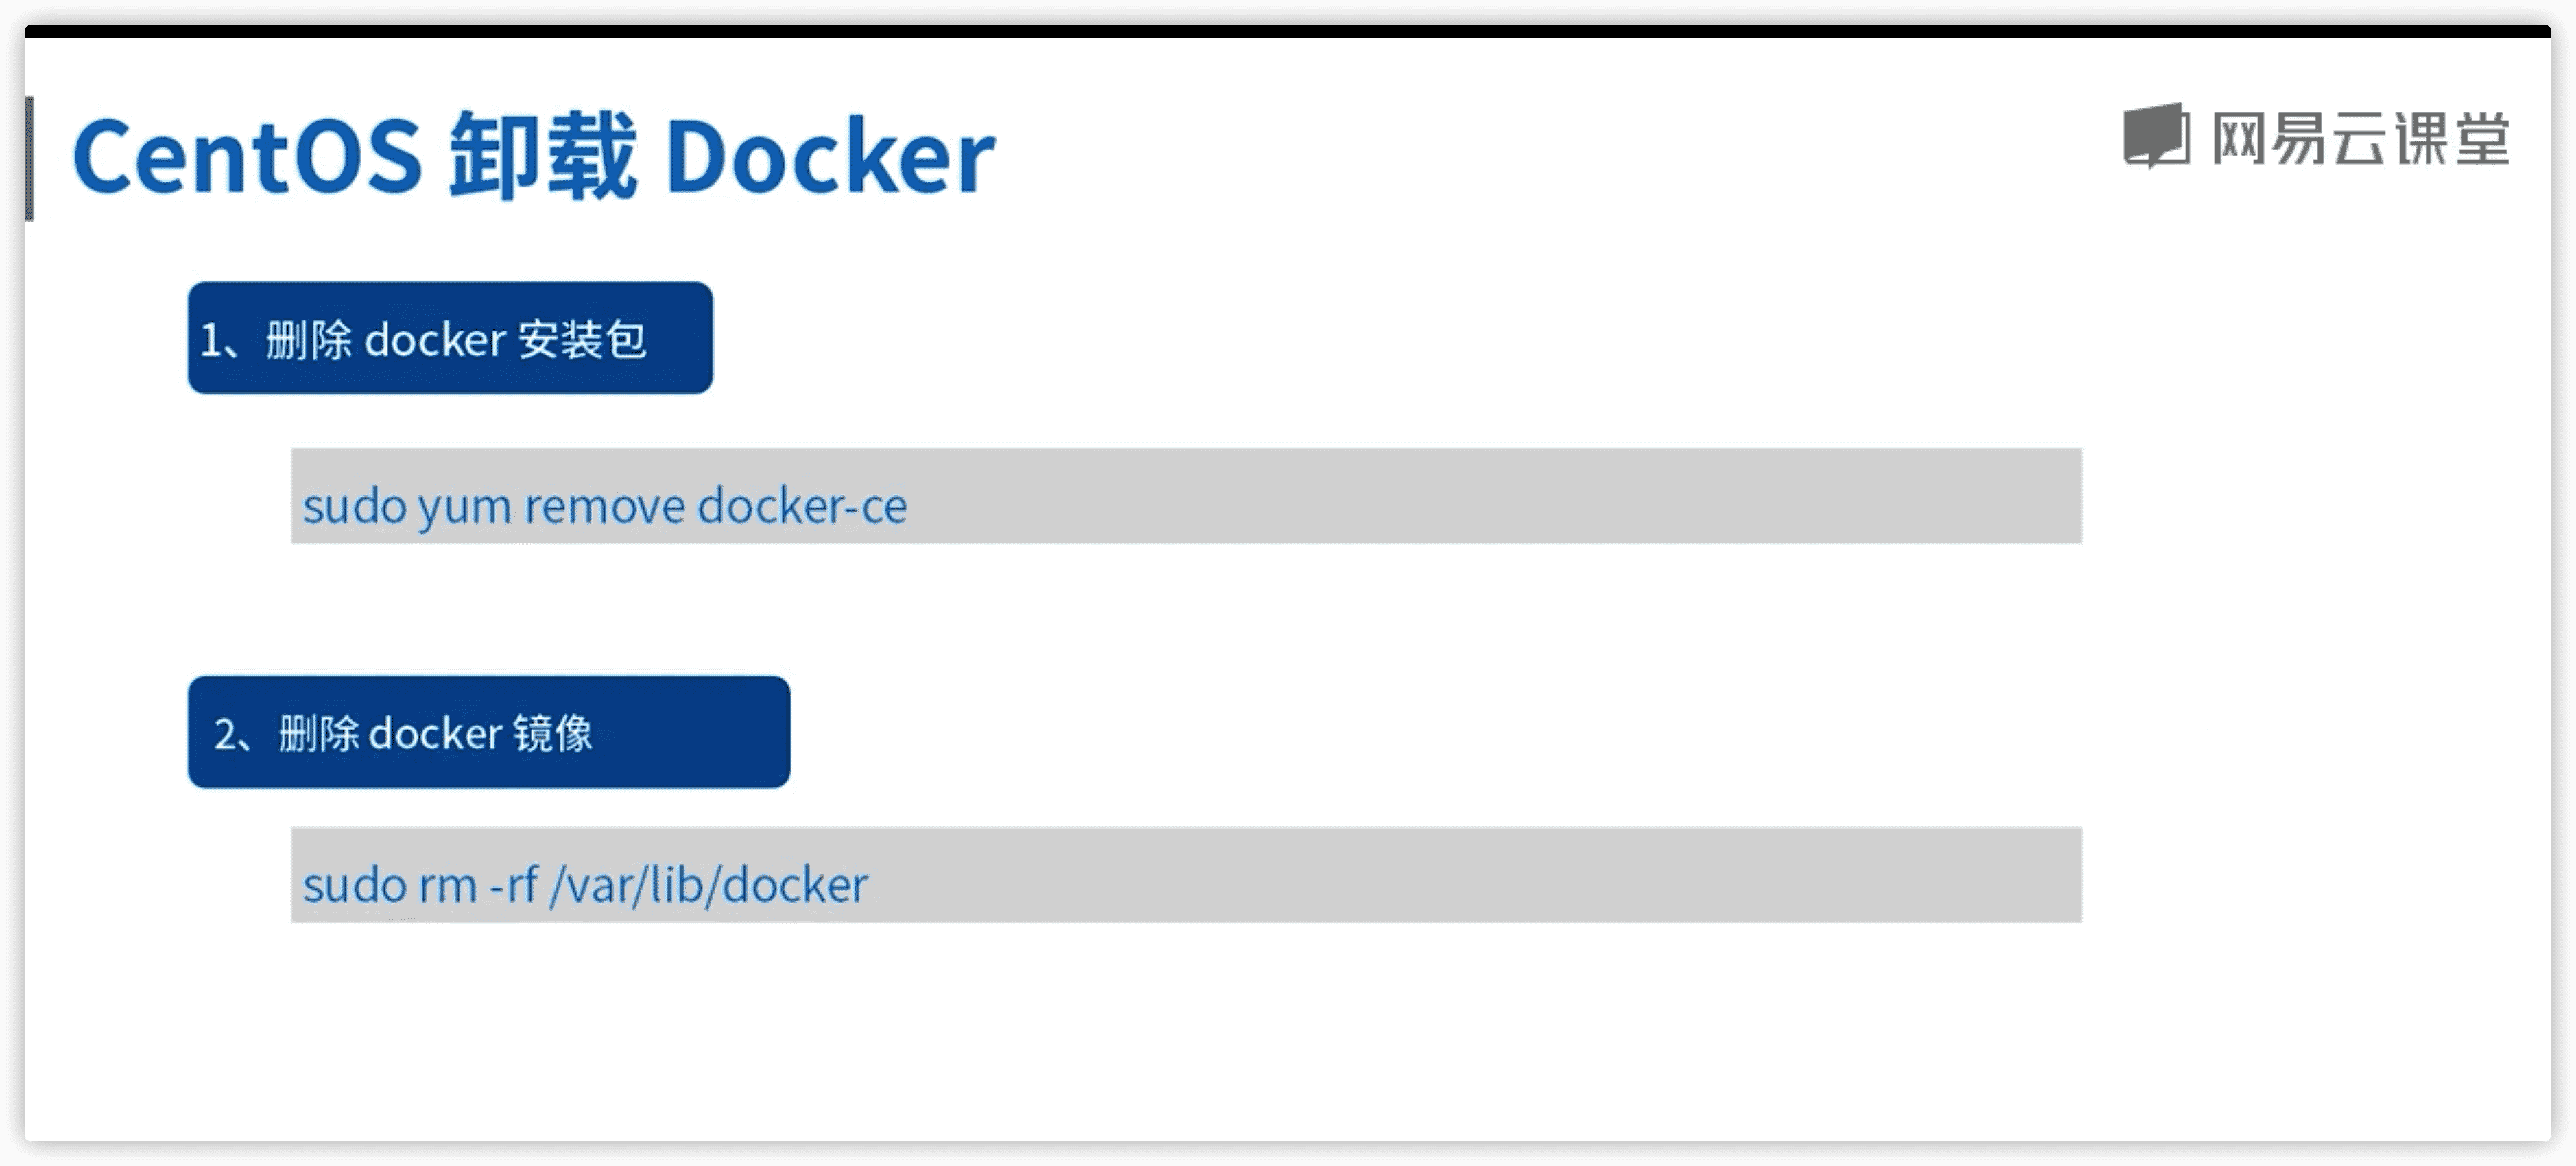 CentOS 卸载 Docker
网易云课堂
1、删除 docker 安装包
sudo yum remove docker-ce
2、删除 docker 镜像
sudo rm -rf /var/lib/docker